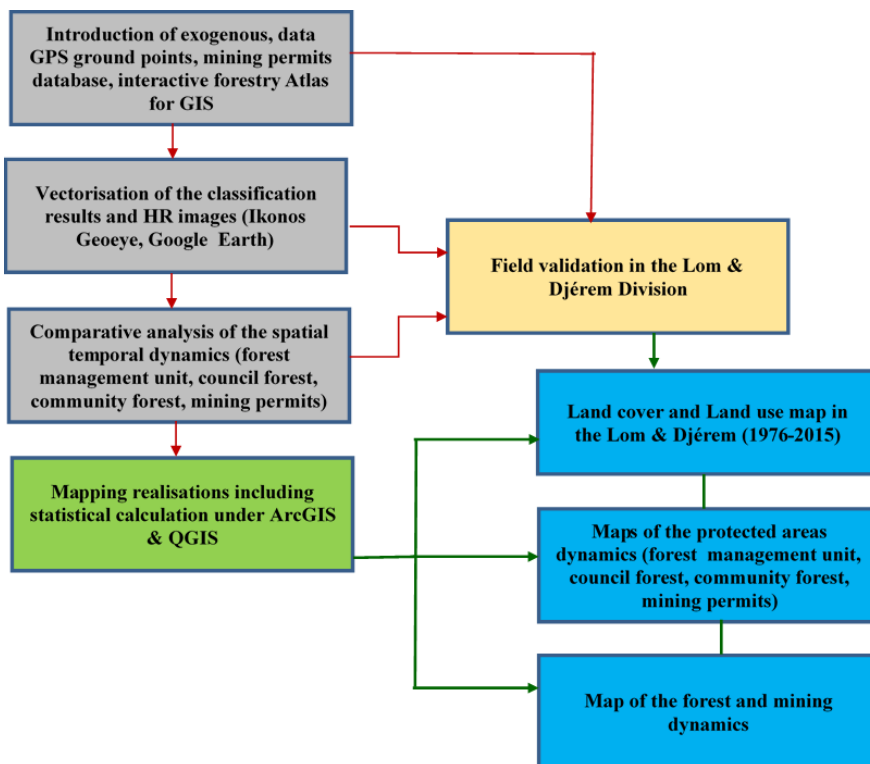 Introduction of exogenous, data
GPS ground points, mining permits
database, interactive forestry Atlas
for GIS
Vectorisation of the classification
results and HR images (Ikonos
Geoeye, Google Earth)
Comparative analysis of the spatial
temporal dynamics (forest
management unit, council forest,
community forest, mining permits)
Mapping realisations including
statistical calculation under ArcGIS
& QGIS
Field validation in the Lom &
Djérem Division
Land cover and Land use map in
the Lom & Djérem (1976-2015)
Maps of the protected areas
dynamics (forest management unit,
council forest, community forest,
mining permits)
Map of the forest and mining
dynamics